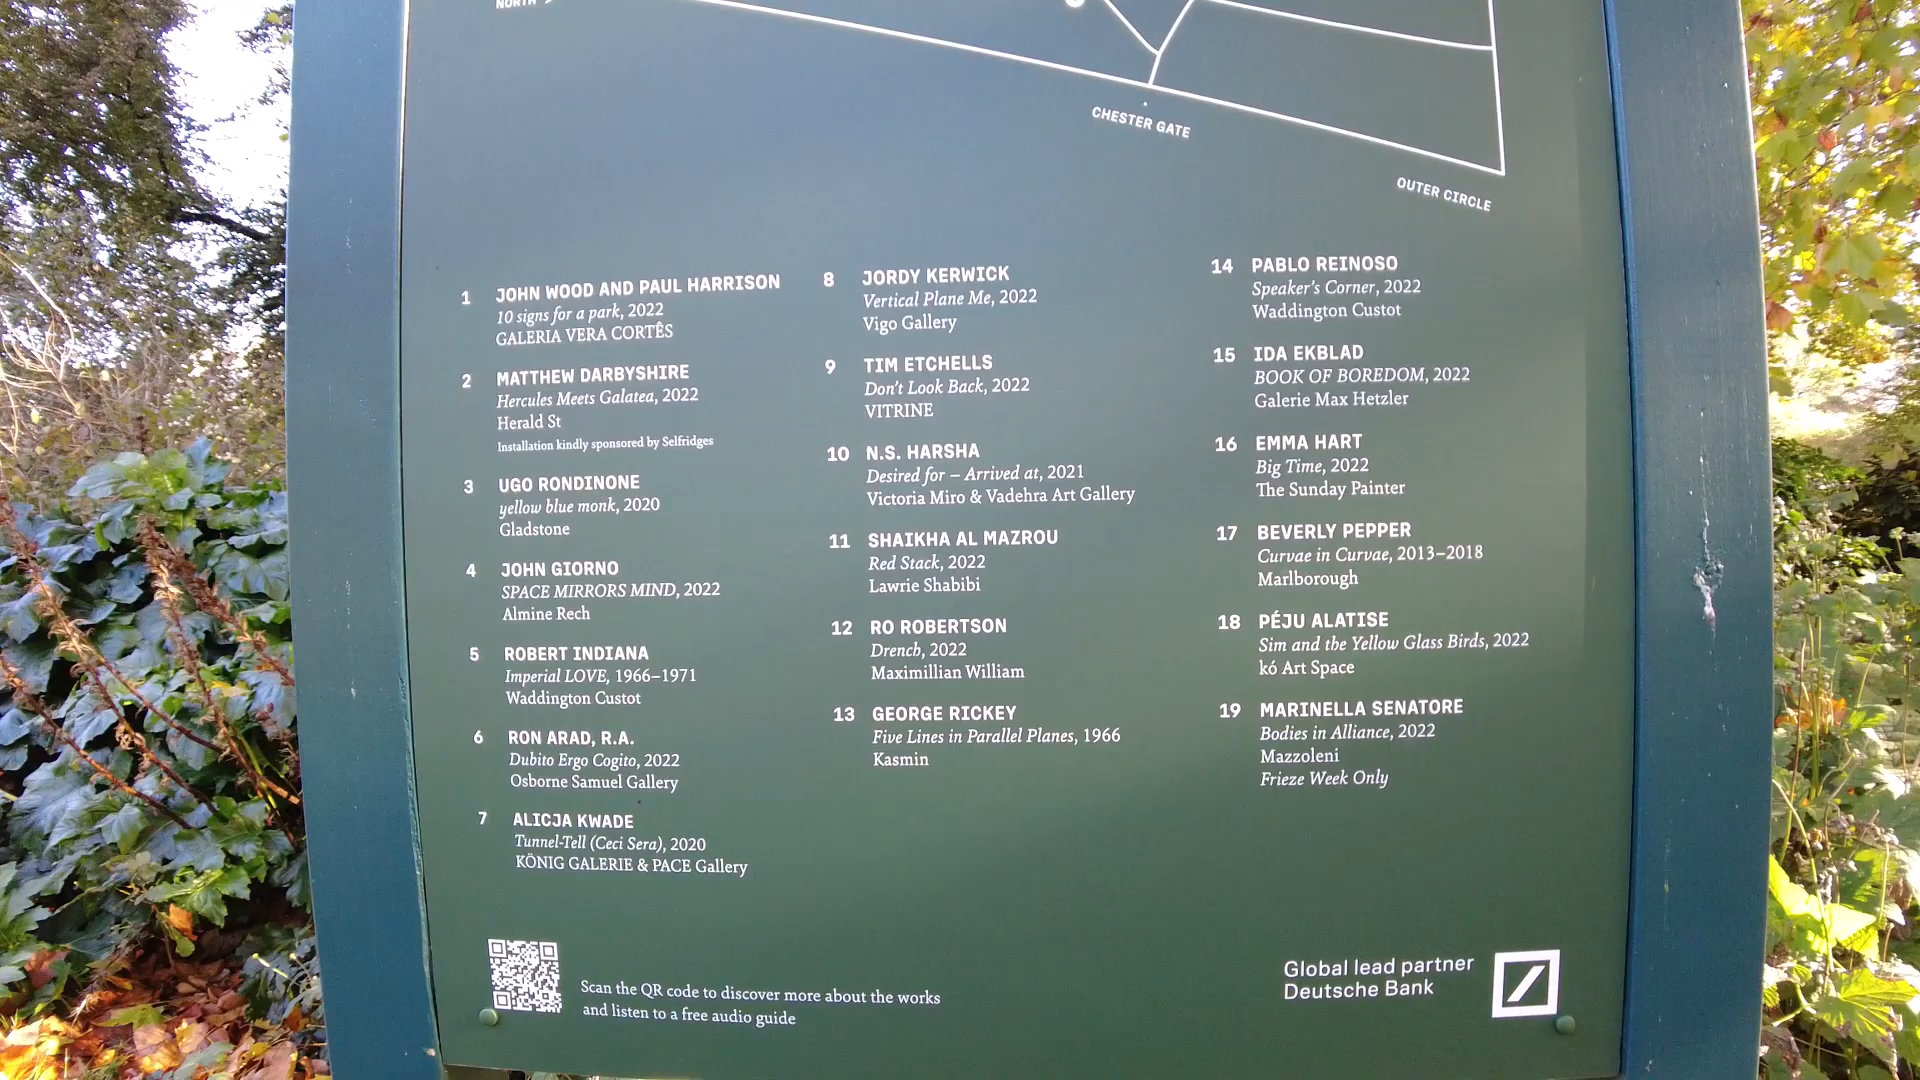 NORTH
CHESTER GATE
OUTER CIRCLE
1 JOHN WOOD AND PAUL HARRISON
10 signs for a park, 2022
GALERIA VERA CORTÊS
2 MATTHEW DARBYSHIRE
Hercules Meets Galatea, 2022
Herald St
Installation kindly sponsored by Selfridges
3 UGO RONDINONE
yellow blue monk, 2020
Gladstone
4 JOHN GIORNO
SPACE MIRRORS MIND, 2022
Almine Rech
5 ROBERT INDIANA
Imperial LOVE, 1966–1971
Waddington Custot
6 RON ARAD, R.A.
Dubito Ergo Cogito, 2022
Osborne Samuel Gallery
7 ALICJA KWADE
Tunnel-Tell (Ceci Sera), 2020
KÖNIG GALERIE & PACE Gallery
8 JORDY KERWICK
Vertical Plane Me, 2022
Vigo Gallery
9 TIM ETCHELLS
Don't Look Back, 2022
VITRINE
10 N.S. HARSHA
Desired for – Arrived at, 2021
Victoria Miro & Vadehra Art Gallery
11 SHAIKHA AL MAZROU
Red Stack, 2022
Lawrie Shabibi
12 RO ROBERTSON
Drench, 2022
Maximillian William
13 GEORGE RICKEY
Five Lines in Parallel Planes, 1966
Kasmin
14 PABLO REINOSO
Speaker's Corner, 2022
Waddington Custot
15 IDA EKBLAD
BOOK OF BOREDOM, 2022
Galerie Max Hetzler
16 EMMA HART
Big Time, 2022
The Sunday Painter
17 BEVERLY PEPPER
Curvae in Curvae, 2013–2018
Marlborough
18 PÉJU ALATISE
Sim and the Yellow Glass Birds, 2022
kó Art Space
19 MARINELLA SENATORE
Bodies in Alliance, 2022
Mazzoleni
Frieze Week Only
Scan the QR code to discover more about the works
and listen to a free audio guide
Global lead partner
Deutsche Bank